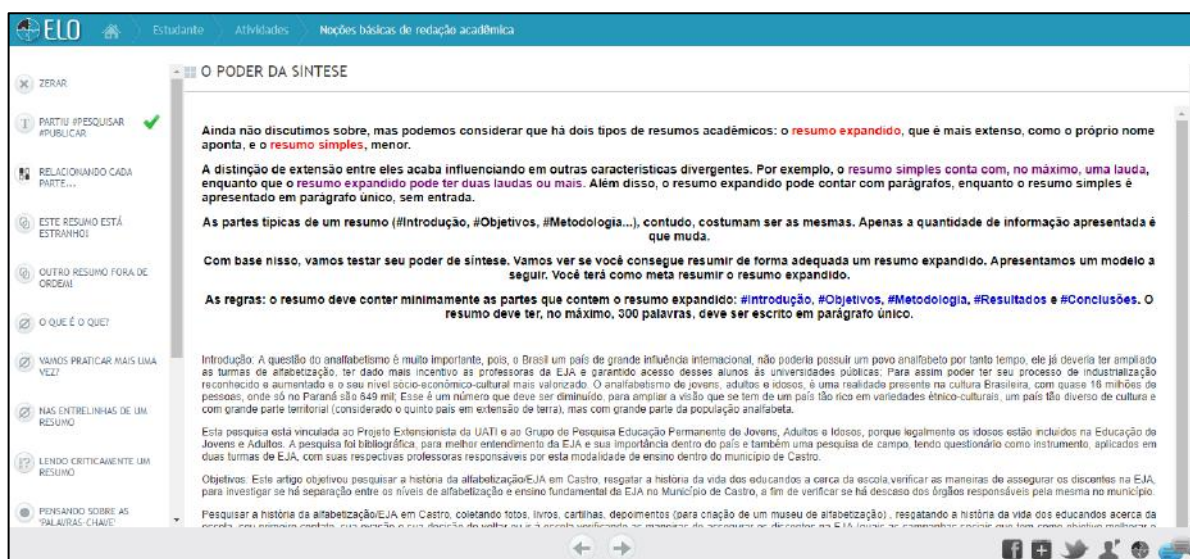 ELO Estudante Atividades Noções básicas de redação acadêmica
ZERAR
PARTIU #PESQUISAR
#PUBLICAR
RELACIONANDO CADA
PARTE...
ESTE RESUMO ESTÁ
ESTRANHO!
OUTRO RESUMO FORA DE
ORDEM!
O QUE É O QUE?
VAMOS PRATICAR MAIS UMA
VEZ?
NAS ENTRELINHAS DE UM
RESUMO
LENDO CRITICAMENTE UM
RESUMO
PENSANDO SOBRE AS
'PALAVRAS-CHAVE'
O PODER DA SINTESE
Ainda não discutimos sobre, mas podemos considerar que há dois tipos de resumos acadêmicos: o resumo expandido, que é mais extenso, como o próprio nome
aponta, e o resumo simples, menor.
A distinção de extensão entre eles acaba influenciando em outras características divergentes. Por exemplo, o resumo simples conta com, no máximo, uma lauda,
enquanto que o resumo expandido pode ter duas laudas ou mais. Além disso, o resumo expandido pode contar com parágrafos, enquanto o resumo simples é
apresentado em parágrafo único, sem entrada.
As partes típicas de um resumo (#Introdução, #Objetivos, #Metodologia...), contudo, costumam ser as mesmas. Apenas a quantidade de informação apresentada é
que muda.
Com base nisso, vamos testar seu poder de síntese. Vamos ver se você consegue resumir de forma adequada um resumo expandido. Apresentamos um modelo a
seguir. Você terá como meta resumir o resumo expandido.
As regras: o resumo deve conter minimamente as partes que contem o resumo expandido: #Introdução, #Objetivos, #Metodologia, #Resultados e #Conclusões. O
resumo deve ter, no máximo, 300 palavras, deve ser escrito em parágrafo único.
Introdução: A questão do analfabetismo é muito importante, pois, o Brasil um país de grande influência internacional, não poderia possuir um povo analfabeto por tanto tempo, ele já deveria ter ampliado
as turmas de alfabetização, ter dado mais incentivo as professoras da EJA e garantido acesso desses alunos às universidades públicas; Para assim poder ter seu processo de industrialização
reconhecido e aumentado e o seu nível sócio-econômico-cultural mais valorizado. O analfabetismo de jovens, adultos e idosos, é uma realidade presente na cultura Brasileira, com quase 16 milhões de
pessoas, onde só no Paraná são 649 mil; Esse é um número que deve ser diminuído, para ampliar a visão que se tem de um país tão rico em variedades étnico-culturais, um país tão diverso de cultura e
com grande parte territorial (considerado o quinto país em extensão de terra), mas com grande parte da população analfabeta.
Esta pesquisa está vinculada ao Projeto Extensionista da UATI e ao Grupo de Pesquisa Educação Permanente de Jovens, Adultos e Idosos, porque legalmente os idosos estão incluídos na Educação de
Jovens e Adultos. A pesquisa foi bibliográfica, para melhor entendimento da EJA e sua importância dentro do país e também uma pesquisa de campo, tendo questionário como instrumento, aplicados em
duas turmas de EJA, com suas respectivas professoras responsáveis por esta modalidade de ensino dentro do município de Castro.
Objetivos: Este artigo objetivou pesquisar a história da alfabetização/EJA em Castro, resgatar a história da vida dos educandos a cerca da escola,verificar as maneiras de assegurar os discentes na EJA,
para investigar se há separação entre os níveis de alfabetização e ensino fundamental da EJA no Município de Castro, a fim de verificar se há descaso dos órgãos responsáveis pela mesma no município.
Pesquisar a história da alfabetização/EJA em Castro, coletando fotos, livros, cartilhas, depoimentos (para criação de um museu de alfabetização) , resgatando a história da vida dos educandos acerca da